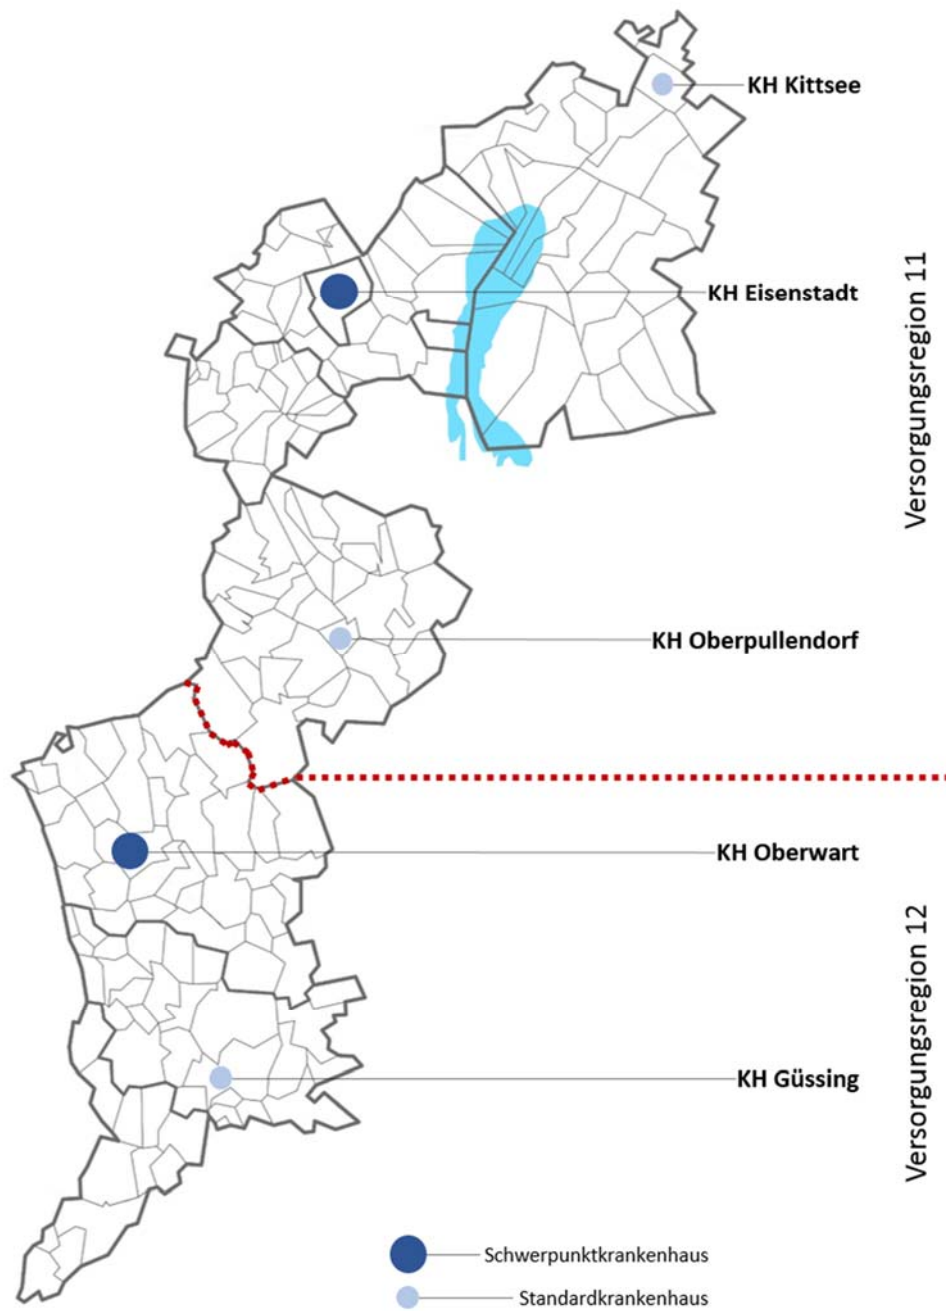 KH Kittsee
KH Eisenstadt
Versorgungsregion 11
KH Oberpullendorf
KH Oberwart
Versorgungsregion 12
KH Güssing
Schwerpunktkrankenhaus
Standardkrankenhaus